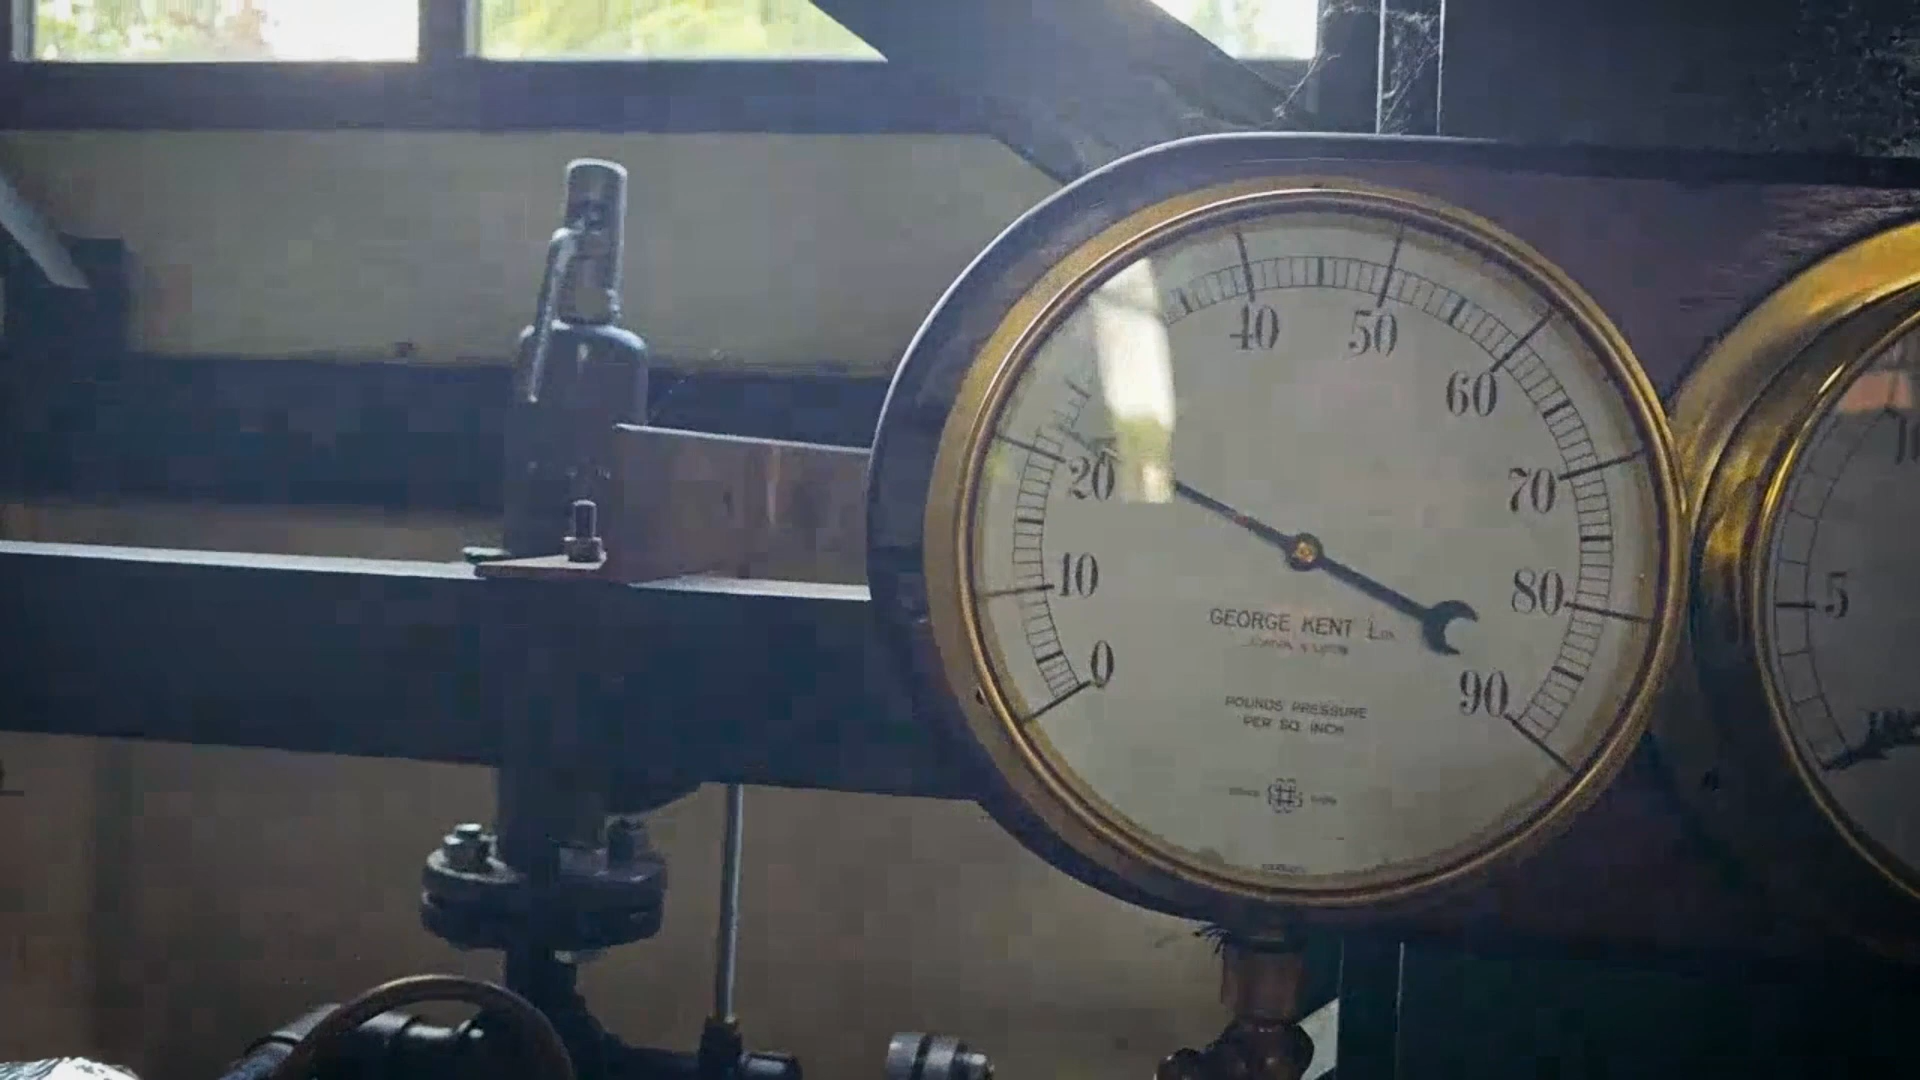 40 50
60
20 70
10 80
0 90
GEORGE KENT LTD.
POUNDS PRESSURE
PER SQ. INCH
5